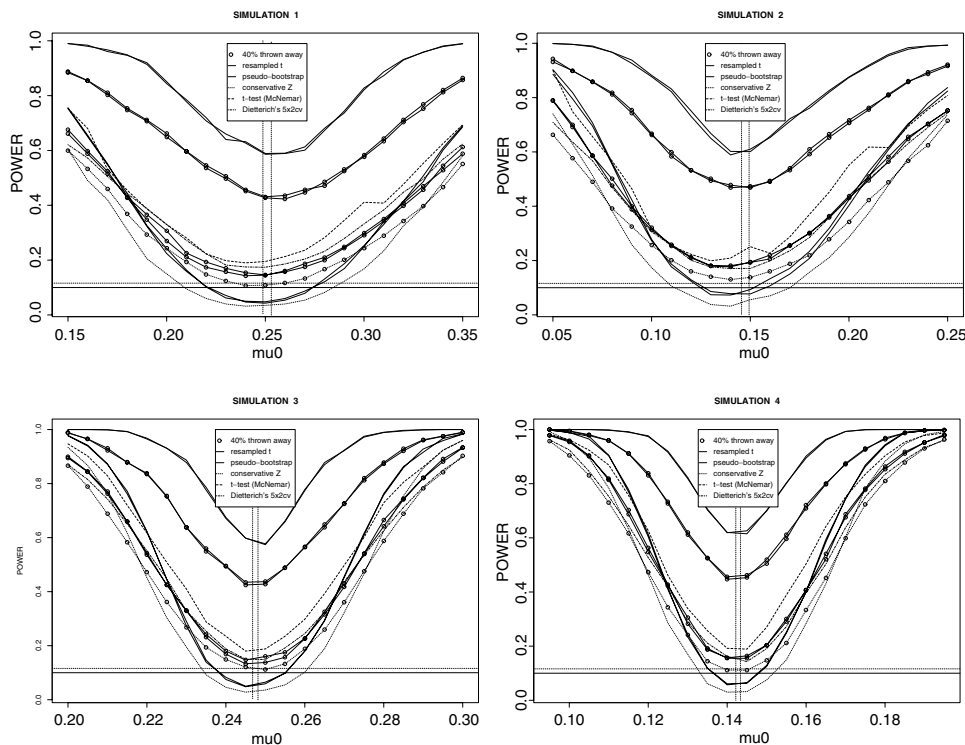 SIMULATION 1
POWER
1.0
0.8
0.6
0.4
0.2
0.0
40% thrown away
resampled t
pseudo−bootstrap
conservative Z
t−test (McNemar)
Dietterich's 5x2cv
0.15 0.20 0.25 0.30 0.35
mu0
SIMULATION 2
POWER
1.0
0.8
0.6
0.4
0.2
0.0
40% thrown away
resampled t
pseudo−bootstrap
conservative Z
t−test (McNemar)
Dietterich's 5x2cv
0.05 0.10 0.15 0.20 0.25
mu0
SIMULATION 3
POWER
1.0
0.8
0.6
0.4
0.2
0.0
40% thrown away
resampled t
pseudo−bootstrap
conservative Z
t−test (McNemar)
Dietterich's 5x2cv
0.20 0.22 0.24 0.26 0.28 0.30
mu0
SIMULATION 4
POWER
1.0
0.8
0.6
0.4
0.2
0.0
40% thrown away
resampled t
pseudo−bootstrap
conservative Z
t−test (McNemar)
Dietterich's 5x2cv
0.10 0.12 0.14 0.16 0.18
mu0